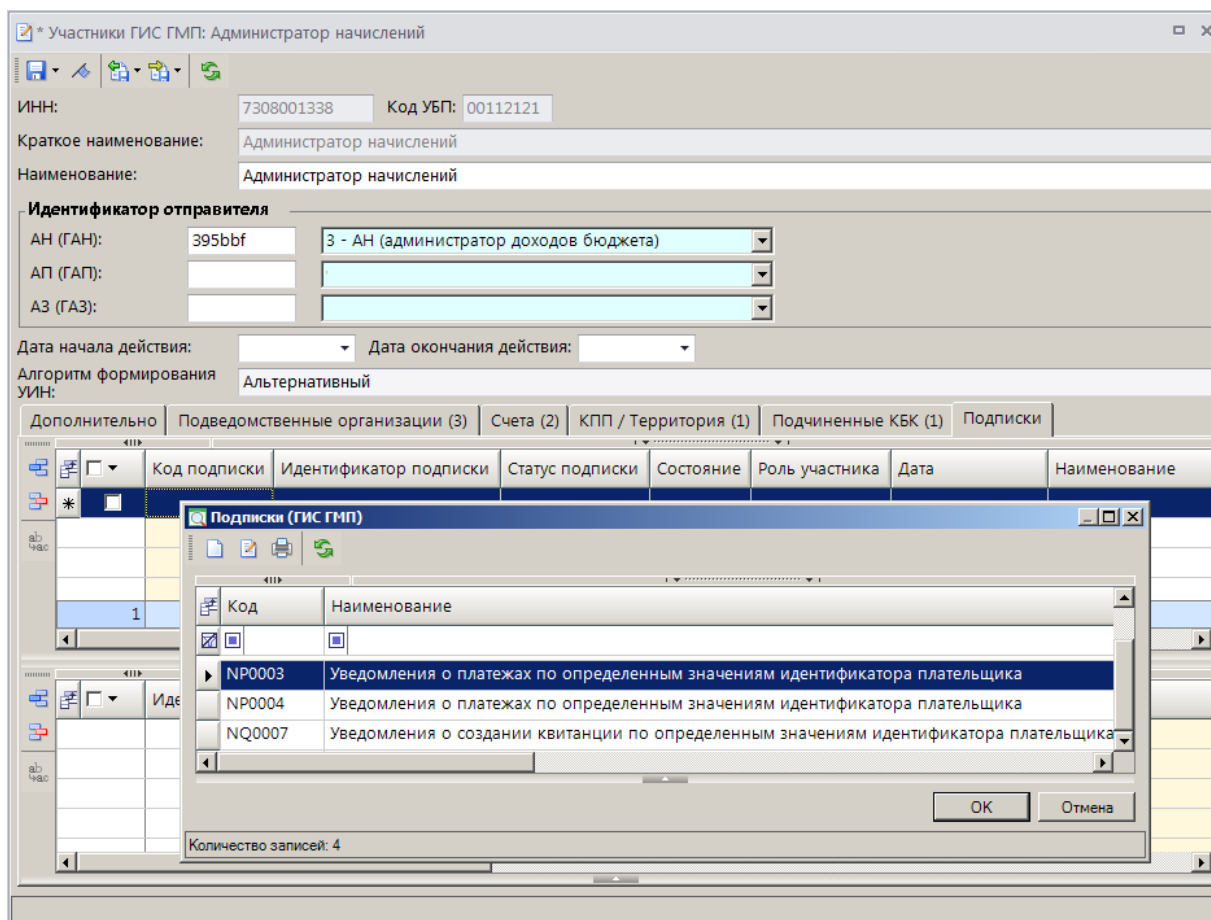 * Участники ГИС ГМП: Администратор начислений
ИНН: 7308001338 Код УБП: 00112121
Краткое наименование: Администратор начислений
Наименование: Администратор начислений
Идентификатор отправителя
АН (ГАН): 395bbf 3 - АН (администратор доходов бюджета)
АП (ГАП):
АЗ (ГАЗ):
Дата начала действия: Дата окончания действия:
Алгоритм формирования
УИН: Альтернативный
Дополнительно Подведомственные организации (3) Счета (2) КПП / Территория (1) Подчиненные КБК (1) Подписки
Код подписки Идентификатор подписки Статус подписки Состояние Роль участника Дата Наименование
Подписки (ГИС ГМП)
Код Наименование
1
NP0003 Уведомления о платежах по определенным значениям идентификатора плательщика
Иде
NP0004 Уведомления о платежах по определенным значениям идентификатора плательщика
NQ0007 Уведомления о создании квитанции по определенным значениям идентификатора плательщика
OK Отмена
Количество записей: 4